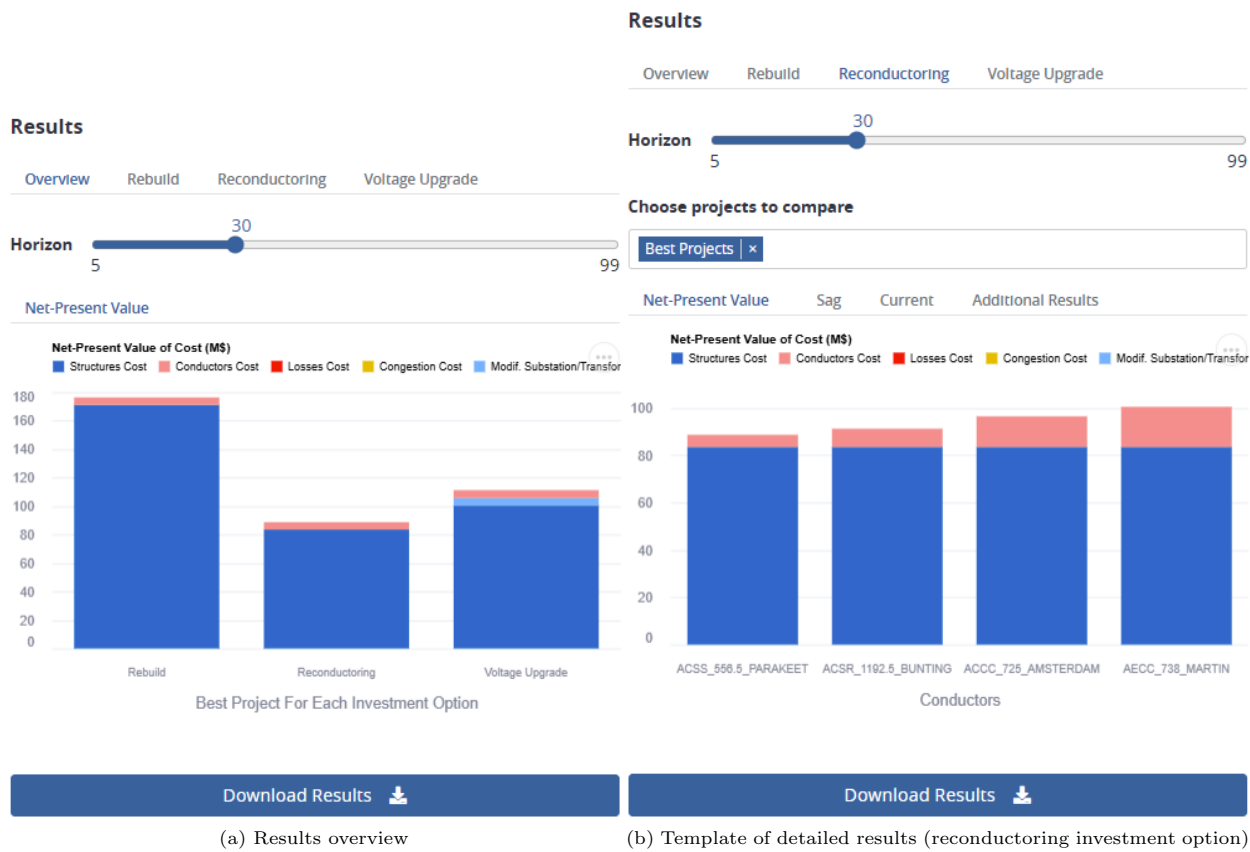 Results
Overview Rebuild Reconductoring Voltage Upgrade
30
Horizon
5 99
Net-Present Value
Net-Present Value of Cost (M$)
Structures Cost Conductors Cost Losses Cost Congestion Cost Modif. Substation/Transfor
180
160
140
120
100
80
60
40
20
0
Rebuild Reconductoring Voltage Upgrade
Best Project For Each Investment Option
Download Results
(a) Results overview
Results
Overview Rebuild Reconductoring Voltage Upgrade
30
Horizon
5 99
Choose projects to compare
Best Projects ×
Net-Present Value Sag Current Additional Results
Net-Present Value of Cost (M$)
Structures Cost Conductors Cost Losses Cost Congestion Cost Modif. Substation/Transfor
100
80
60
40
20
0
ACSS_556.5_PARAKEET ACSR_1192.5_BUNTING ACCC_725_AMSTERDAM AECC_738_MARTIN
Conductors
Download Results
(b) Template of detailed results (reconductoring investment option)